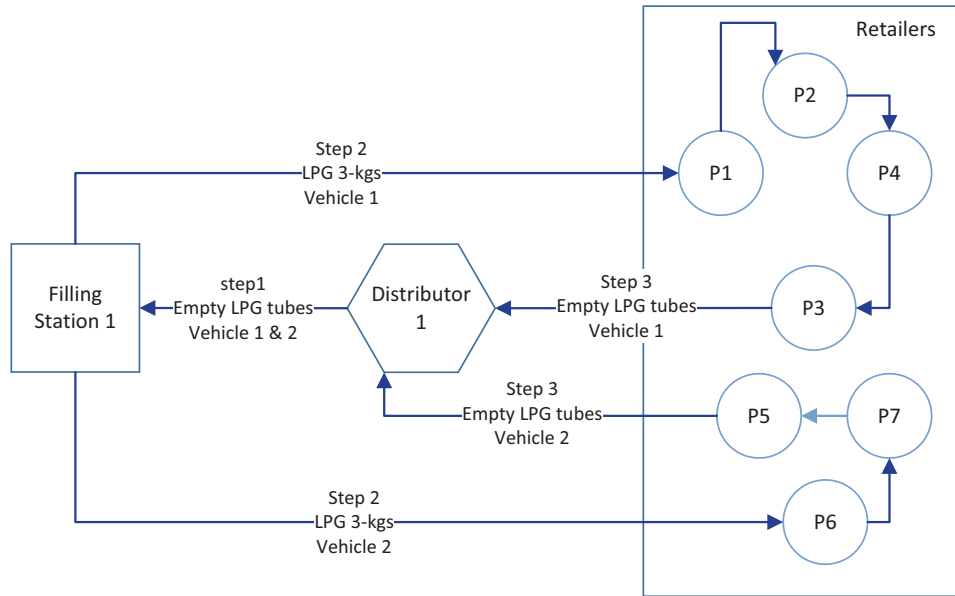 Retailers
P2
Step 2
LPG 3-kgs
Vehicle 1
P1
P4
Filling
Station 1
step1
Empty LPG tubes
Vehicle 1 & 2
Distributor
1
Step 3
Empty LPG tubes
Vehicle 1
P3
Step 3
Empty LPG tubes
Vehicle 2
P5
P7
Step 2
LPG 3-kgs
Vehicle 2
P6